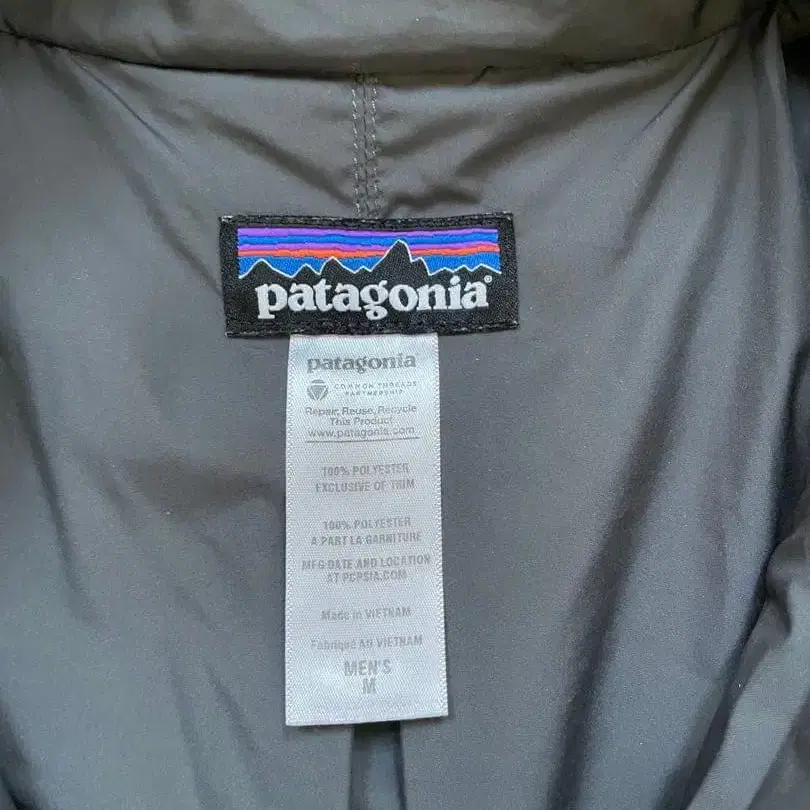 patagonia®
patagonia
COMMON THREADS
PARTNERSHIP
Repair, Reuse, Recycle
This Product
www.patagonia.com
100% POLYESTER
EXCLUSIVE OF TRIM
100% POLYESTER
A PART LA GARNITURE
MFG DATE AND LOCATION
AT PCPSIA.COM
Made in VIETNAM
Fabriqué AU VIETNAM
MEN'S
M